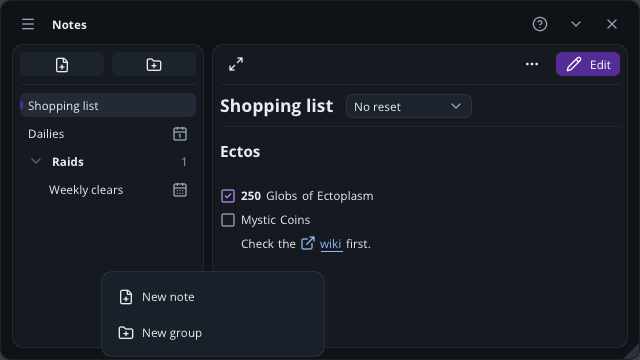 Notes
Edit
Shopping list
Dailies
Raids 1
Weekly clears
Shopping list No reset
Ectos
250 Globs of Ectoplasm
Mystic Coins
Check the wiki first.
New note
New group